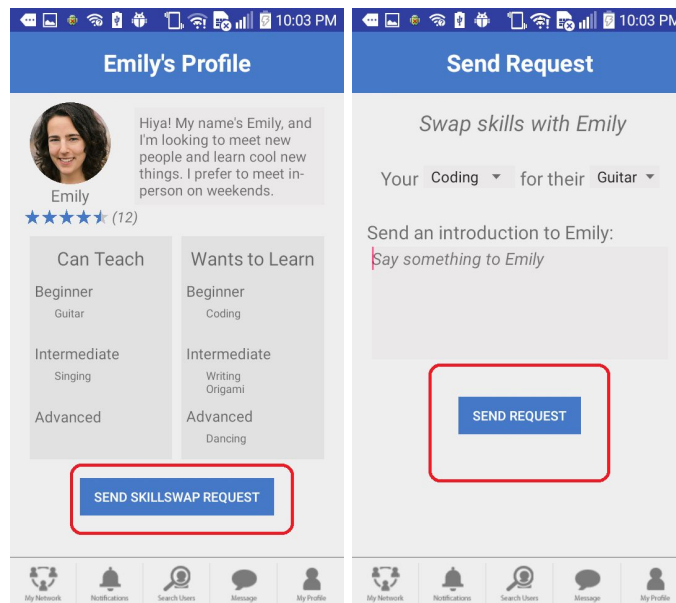 10:03 PM
Emily's Profile
Hiya! My name's Emily, and
I'm looking to meet new
people and learn cool new
things. I prefer to meet in-
person on weekends.
Emily
(12)
Can Teach
Beginner
Guitar
Intermediate
Singing
Advanced
Wants to Learn
Beginner
Coding
Intermediate
Writing
Origami
Advanced
Dancing
SEND SKILLSWAP REQUEST
My Network
Notifications
Search Users
Message
My Profile
10:03 PM
Send Request
Swap skills with Emily
Your Coding for their Guitar
Send an introduction to Emily:
Say something to Emily
SEND REQUEST
My Network
Notifications
Search Users
Message
My Profile